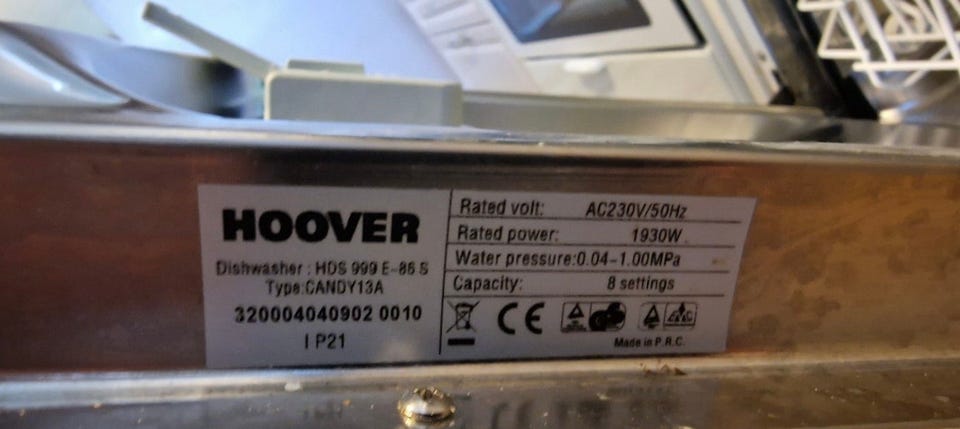 HOOVER
Dishwasher : HDS 999 E-86 S
Type:CANDY13A
320004040902 0010
I P21
Rated volt: AC230V/50Hz
Rated power: 1930W
Water pressure:0.04-1.00MPa
Capacity: 8 settings
CE
Made in P.R.C.